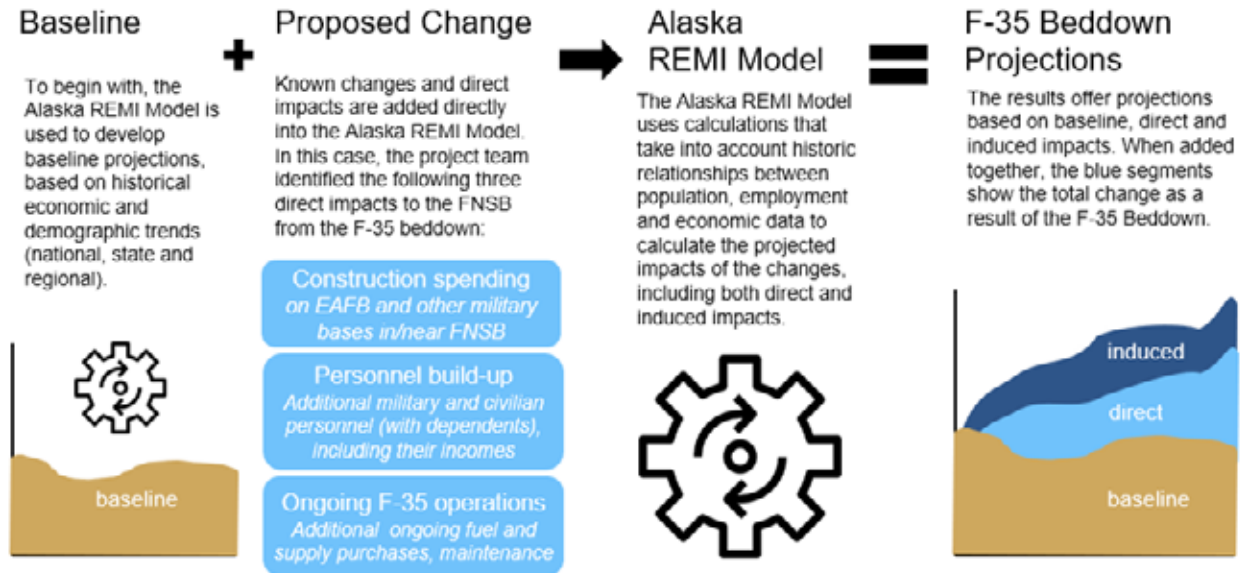 Baseline
To begin with, the
Alaska REMI Model is
used to develop
baseline projections,
based on historical
economic and
demographic trends
(national, state and
regional).
baseline
+
Proposed Change
Known changes and direct
impacts are added directly
into the Alaska REMI Model.
In this case, the project team
identified the following three
direct impacts to the FNSB
from the F-35 beddown:
Construction spending
on EAFB and other military
bases in/near FNSB
Personnel build-up
Additional military and civilian
personnel (with dependents),
including their incomes
Ongoing F-35 operations
Additional ongoing fuel and
supply purchases, maintenance
Alaska
REMI Model
The Alaska REMI Model
uses calculations that
take into account historic
relationships between
population, employment
and economic data to
calculate the projected
impacts of the changes,
including both direct and
induced impacts.
=
F-35 Beddown
Projections
The results offer projections
based on baseline, direct and
induced impacts. When added
together, the blue segments
show the total change as a
result of the F-35 Beddown.
induced
direct
baseline